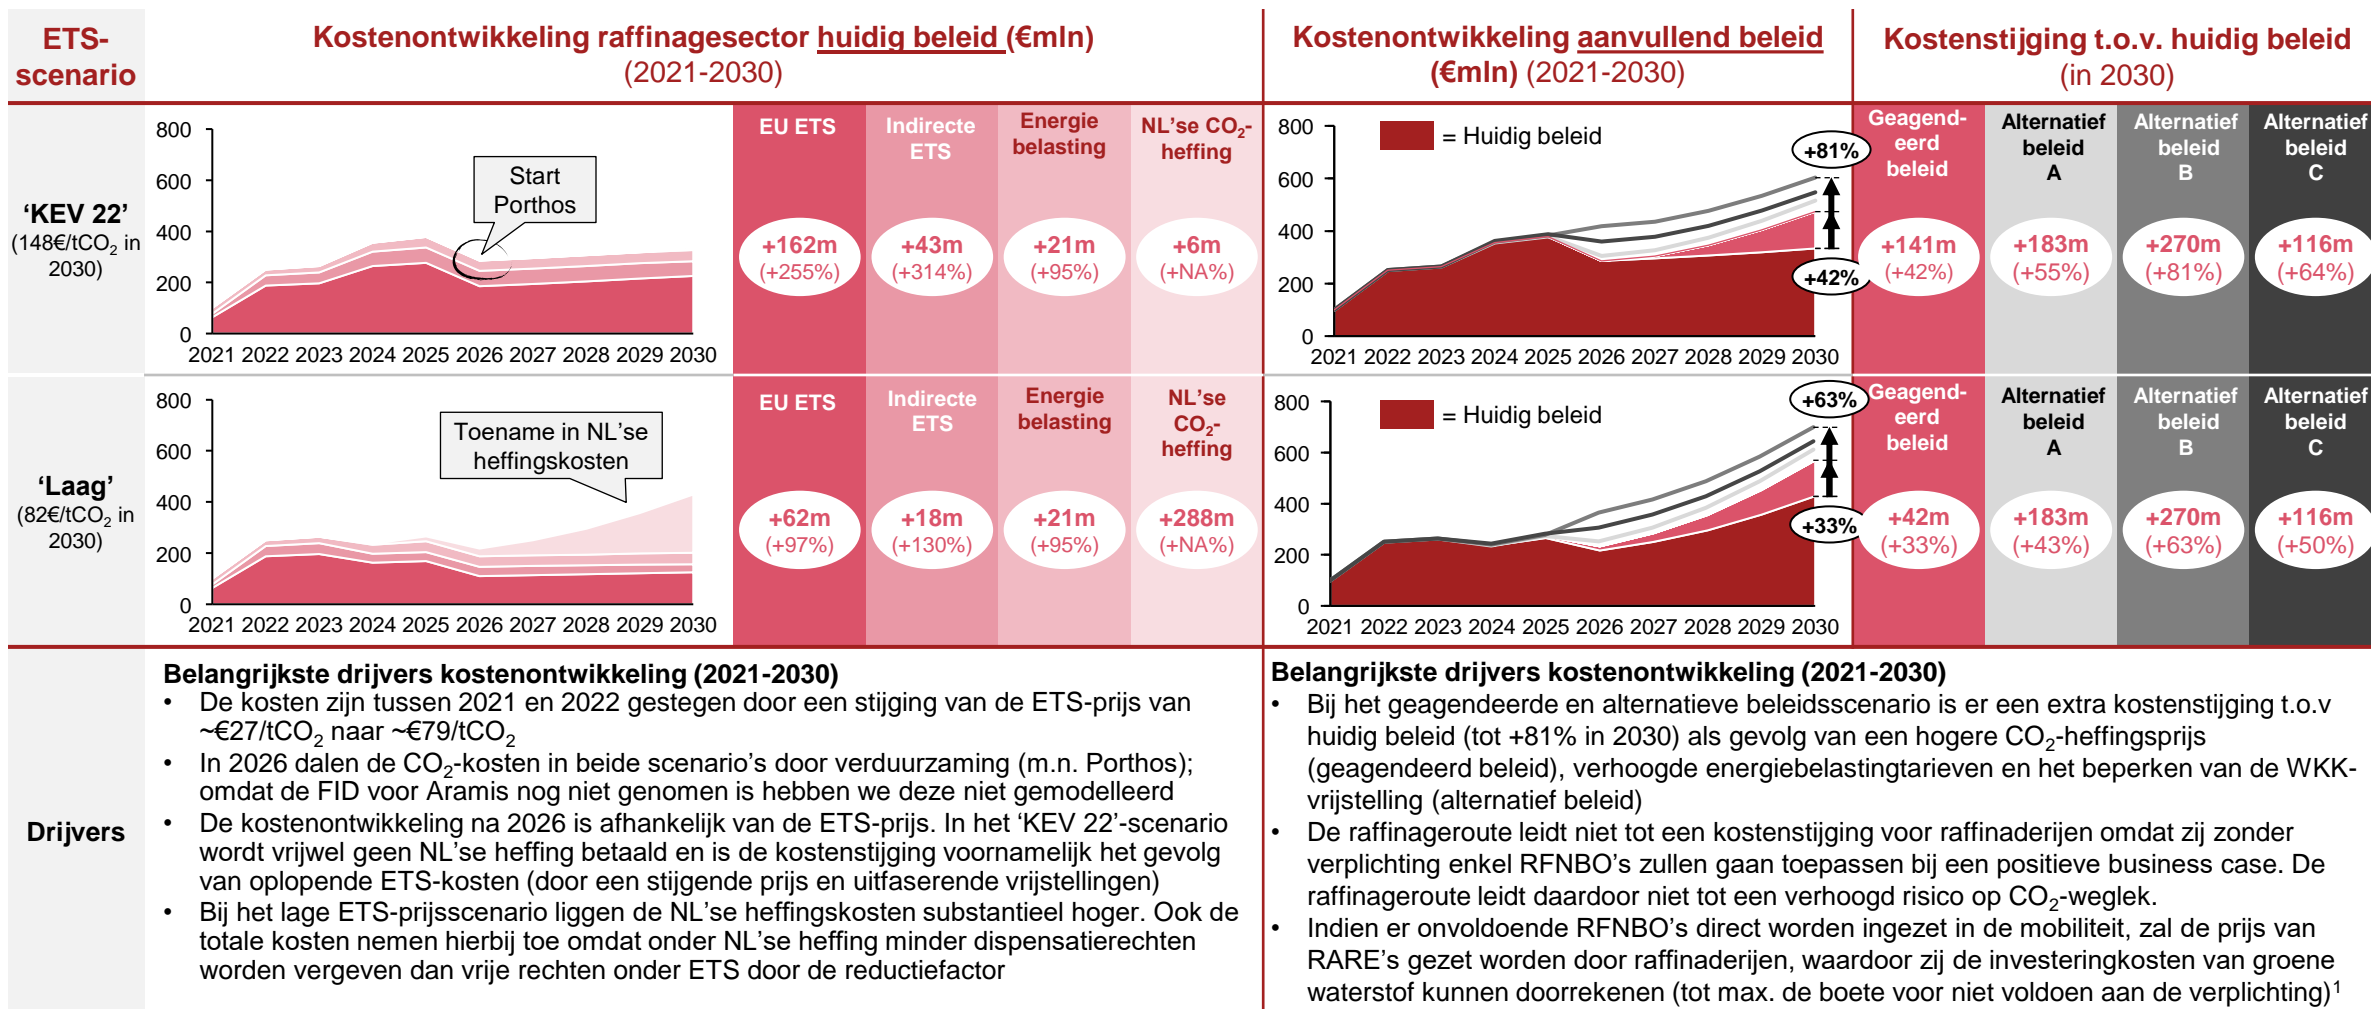 ETS-
scenario
Kostenontwikkeling raffinagesector huidig beleid (€mln)
(2021-2030)
Kostenontwikkeling aanvullend beleid
(€mln) (2021-2030)
Kostenstijging t.o.v. huidig beleid
(in 2030)
‘KEV 22’
(148€/tCO2 in
2030)
800
600
400
200
0
2021 2022 2023 2024 2025 2026 2027 2028 2029 2030
Start
Porthos
EU ETS
+162m
(+255%)
Indirecte
ETS
+43m
(+314%)
Energie
belasting
+21m
(+95%)
NL’se CO2-
heffing
+6m
(+NA%)
800
600
400
200
0
2021 2022 2023 2024 2025 2026 2027 2028 2029 2030
= Huidig beleid
+81%
+42%
Geagend-
eerd
beleid
+141m
(+42%)
Alternatief
beleid
A
+183m
(+55%)
Alternatief
beleid
B
+270m
(+81%)
Alternatief
beleid
C
+116m
(+64%)
‘Laag’
(82€/tCO2 in
2030)
800
600
400
200
0
2021 2022 2023 2024 2025 2026 2027 2028 2029 2030
Toename in NL’se
heffingskosten
EU ETS
+62m
(+97%)
Indirecte
ETS
+18m
(+130%)
Energie
belasting
+21m
(+95%)
NL’se
CO2-
heffing
+288m
(+NA%)
800
600
400
200
0
2021 2022 2023 2024 2025 2026 2027 2028 2029 2030
= Huidig beleid
+63%
+33%
Geagend-
eerd
beleid
+42m
(+33%)
Alternatief
beleid
A
+183m
(+43%)
Alternatief
beleid
B
+270m
(+63%)
Alternatief
beleid
C
+116m
(+50%)
Drijvers
Belangrijkste drijvers kostenontwikkeling (2021-2030)
• De kosten zijn tussen 2021 en 2022 gestegen door een stijging van de ETS-prijs van
~€27/tCO2 naar ~€79/tCO2
• In 2026 dalen de CO2-kosten in beide scenario’s door verduurzaming (m.n. Porthos);
omdat de FID voor Aramis nog niet genomen is hebben we deze niet gemodelleerd
• De kostenontwikkeling na 2026 is afhankelijk van de ETS-prijs. In het ‘KEV 22’-scenario
wordt vrijwel geen NL’se heffing betaald en is de kostenstijging voornamelijk het gevolg
van oplopende ETS-kosten (door een stijgende prijs en uitfaserende vrijstellingen)
• Bij het lage ETS-prijsscenario liggen de NL’se heffingskosten substantieel hoger. Ook de
totale kosten nemen hierbij toe omdat onder NL’se heffing minder dispensatierechten
worden vergeven dan vrije rechten onder ETS door de reductiefactor
Belangrijkste drijvers kostenontwikkeling (2021-2030)
• Bij het geagendeerde en alternatieve beleidsscenario is er een extra kostenstijging t.o.v
huidig beleid (tot +81% in 2030) als gevolg van een hogere CO2-heffingsprijs
(geagendeerd beleid), verhoogde energiebelastingtarieven en het beperken van de WKK-
vrijstelling (alternatief beleid)
• De raffinageroute leidt niet tot een kostenstijging voor raffinaderijen omdat zij zonder
verplichting enkel RFNBO’s zullen gaan toepassen bij een positieve business case. De
raffinageroute leidt daardoor niet tot een verhoogd risico op CO2-weglek.
• Indien er onvoldoende RFNBO’s direct worden ingezet in de mobiliteit, zal de prijs van
RARE’s gezet worden door raffinaderijen, waardoor zij de investeringkosten van groene
waterstof kunnen doorrekenen (tot max. de boete voor niet voldoen aan de verplichting)1